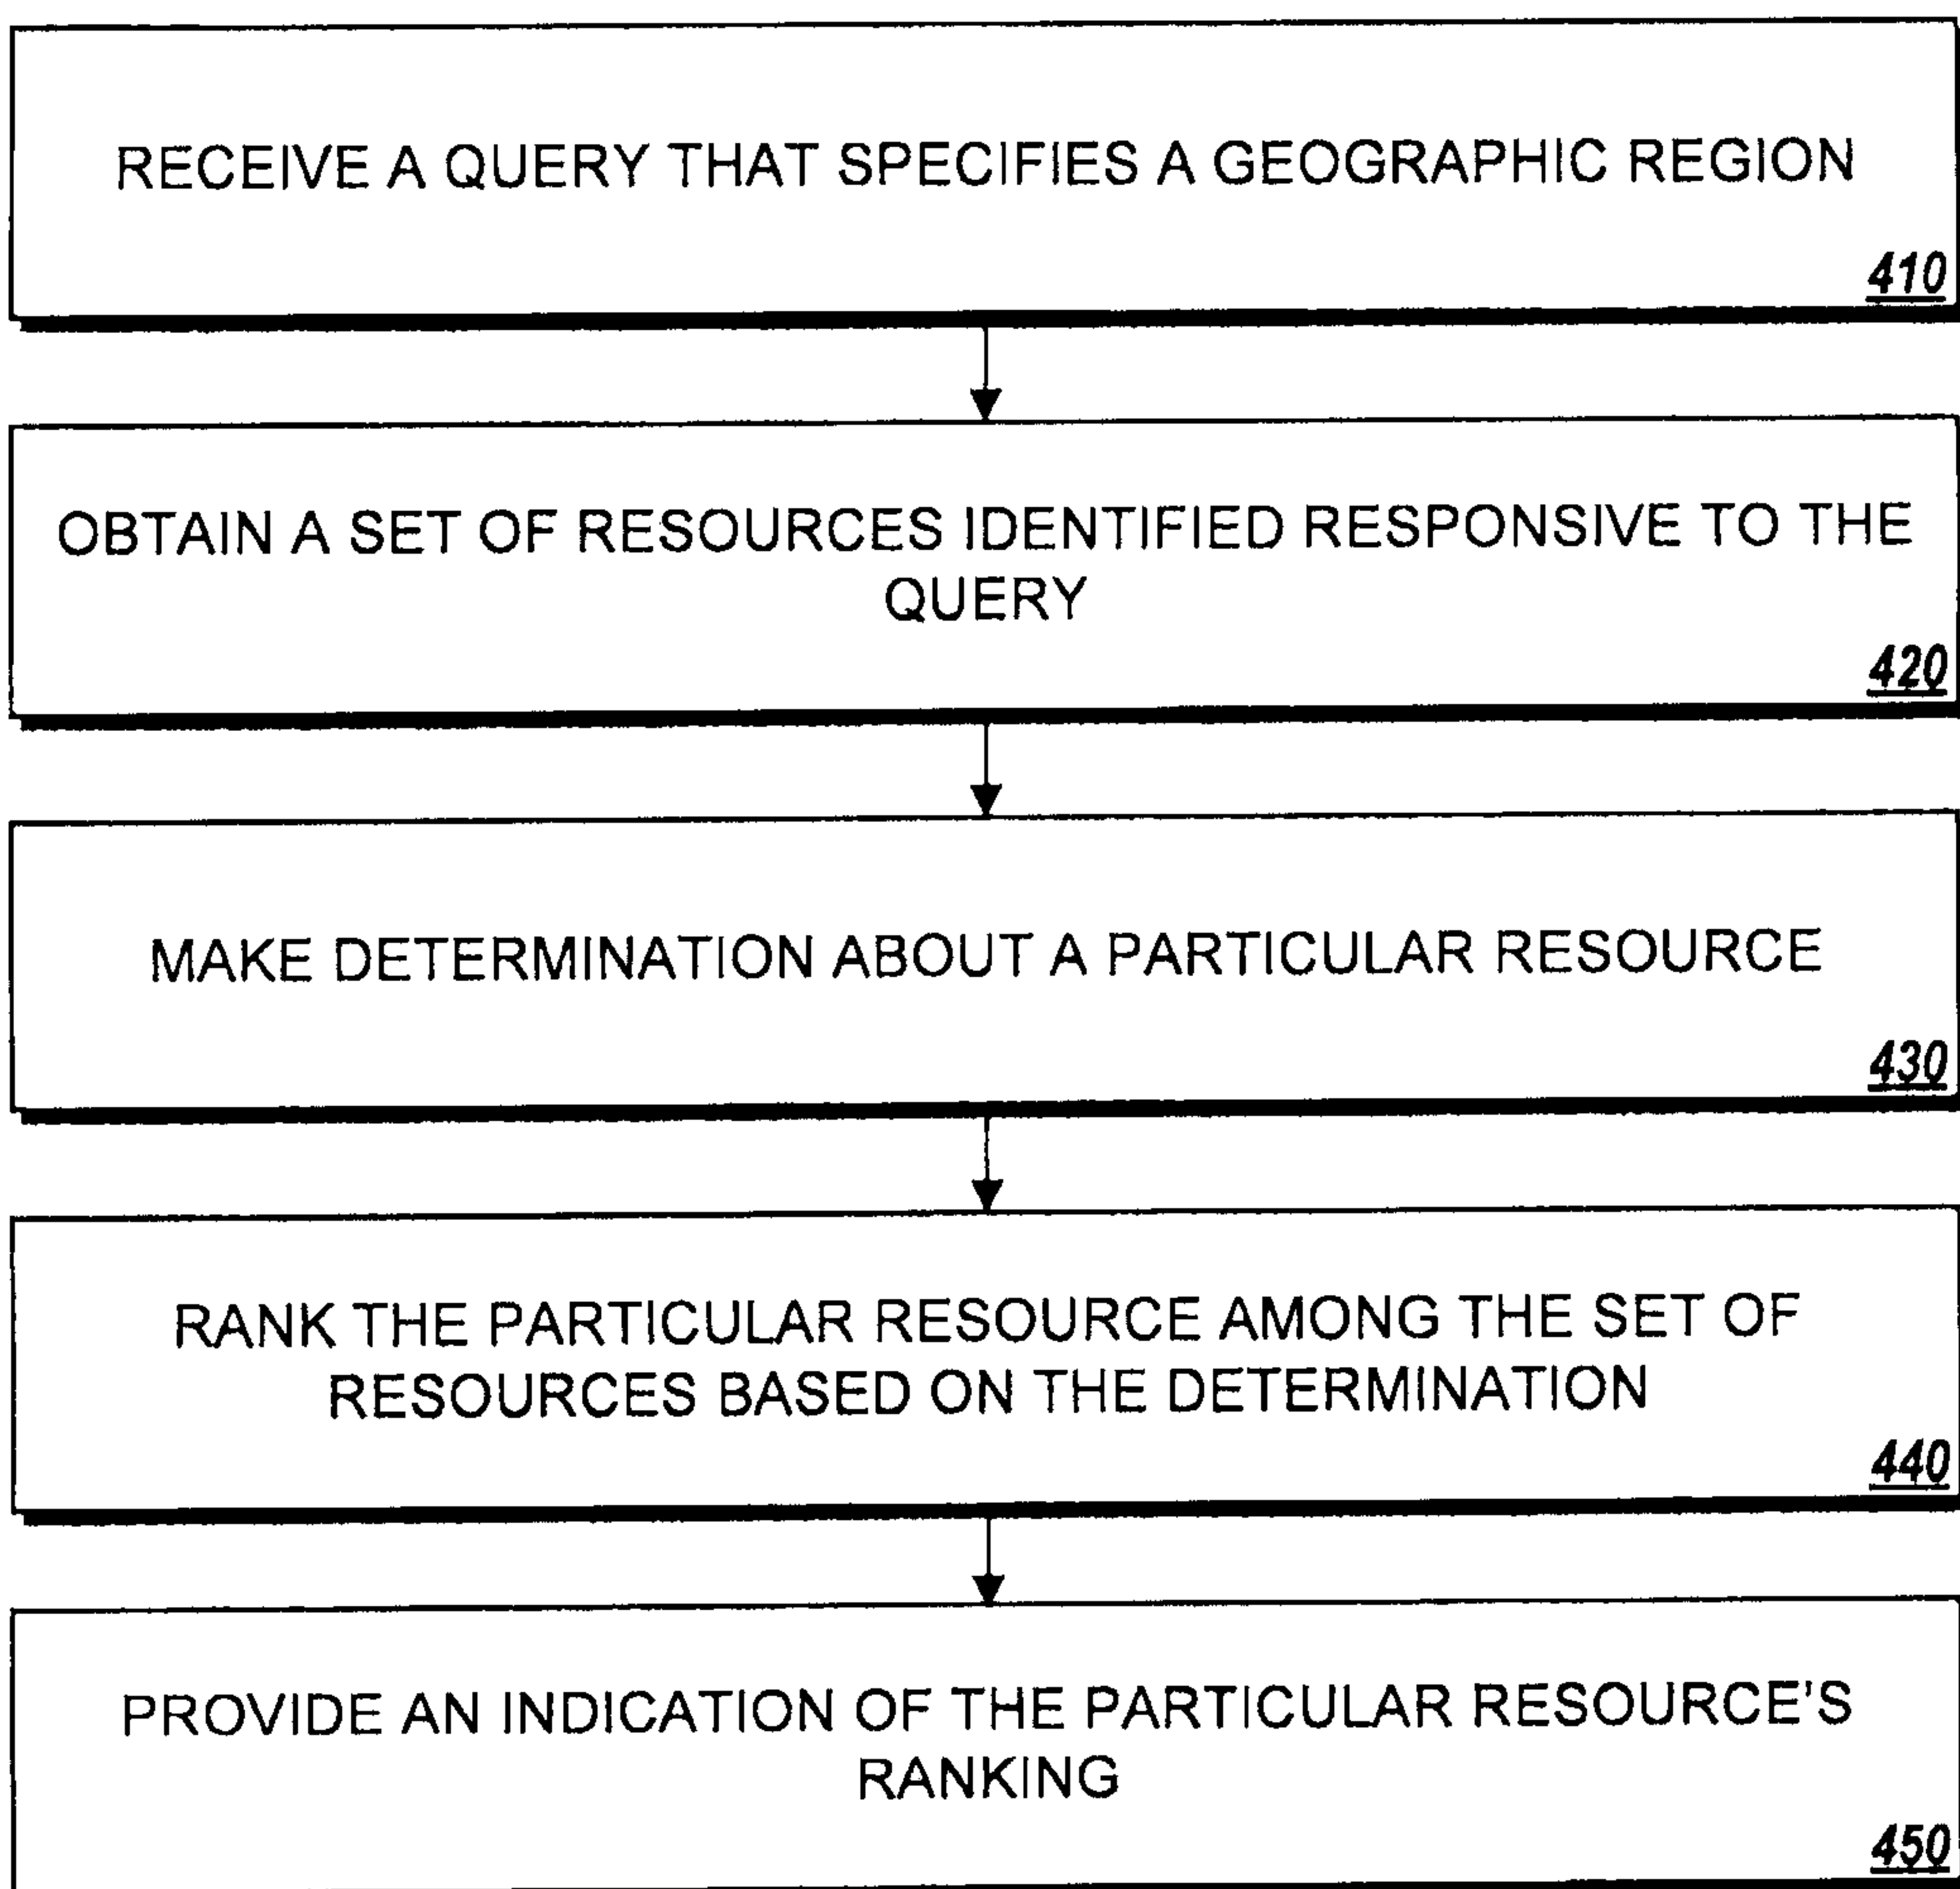 RECEIVE A QUERY THAT SPECIFIES A GEOGRAPHIC REGION
410
OBTAIN A SET OF RESOURCES IDENTIFIED RESPONSIVE TO THE
QUERY
420
MAKE DETERMINATION ABOUT A PARTICULAR RESOURCE
430
RANK THE PARTICULAR RESOURCE AMONG THE SET OF
RESOURCES BASED ON THE DETERMINATION
440
PROVIDE AN INDICATION OF THE PARTICULAR RESOURCE'S
RANKING
450